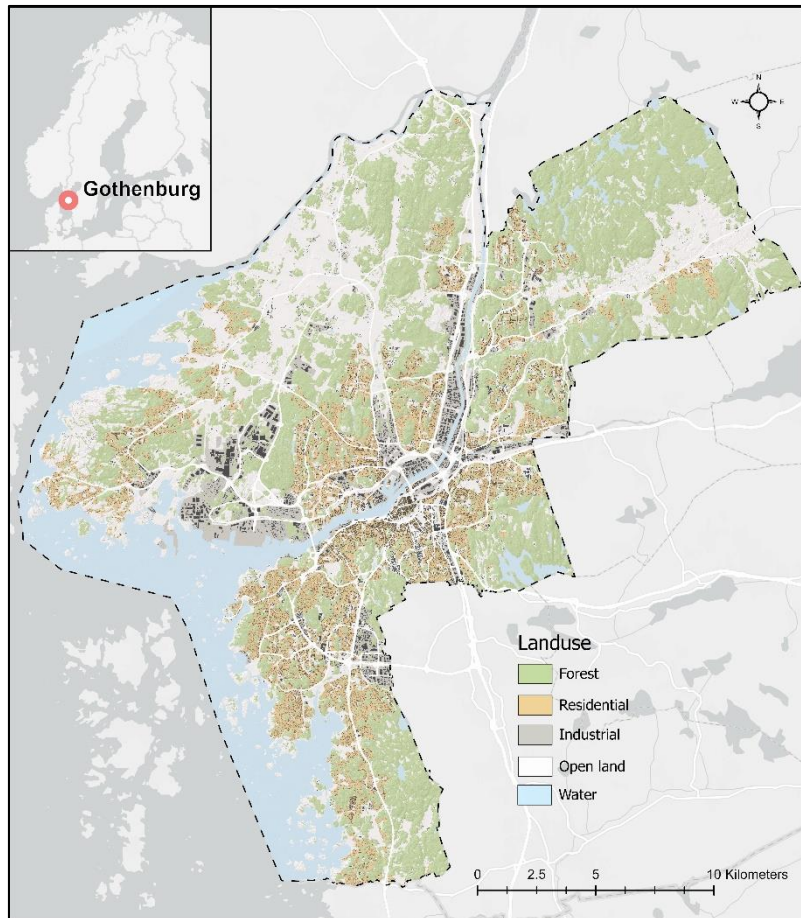 Gothenburg
N
W E
S
Landuse
Forest
Residential
Industrial
Open land
Water
0 2.5 5 10 Kilometers